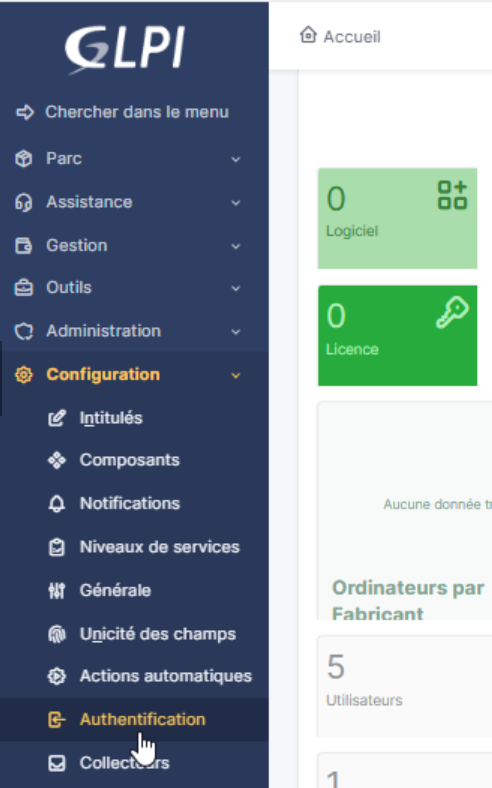 GLPI
Accueil
Chercher dans le menu
Parc
Assistance
Gestion
Outils
Administration
Configuration
Intitulés
Composants
Notifications
Niveaux de services
Générale
Unicité des champs
Actions automatiques
Authentification
Collecteurs
0
Logiciel
0
Licence
Aucune donnée
Ordinateurs par
Fabricant
5
Utilisateurs
1